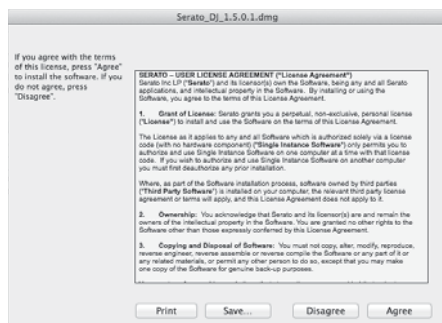 Serato_DJ_1.5.0.1.dmg
If you agree with the terms
of this license, press "Agree"
to install the software. If you
do not agree, press
"Disagree".
SERATO – USER LICENSE AGREEMENT ("License Agreement")
Serato Inc LP ("Serato") and its licensor(s) own the Software, being any and all Serato
applications, and intellectual property in the Software. By installing or using the
Software, you agree to the terms of this License Agreement.
1. Grant of License: Serato grants you a perpetual, non-exclusive, personal license
("License") to install and use the Software on the terms of this License Agreement.
The License as it applies to any and all Software which is authorized solely via a license
code (with no hardware component) ("Single Instance Software") only permits you to
authorize and use Single Instance Software on one computer at a time with that license
code. If you wish to authorize and use Single Instance Software on another computer
you must first deauthorize any prior installation.
Where, as part of the Software installation process, software owned by third parties
("Third Party Software") is installed on your computer, the relevant third party license
agreement or terms will apply, and this License Agreement does not apply to it.
2. Ownership: You acknowledge that Serato and its licensor(s) are and remain the
owners of the intellectual property in the Software. You are granted no other rights to the
Software other than those expressly conferred by this License Agreement.
3. Copying and Disposal of Software: You must not copy, alter, modify, reproduce,
reverse engineer, reverse assemble or reverse compile the Software or any part of it or
any related materials, or permit any other person to do so, except that you may make
one copy of the Software for genuine back-up purposes.
Print Save... Disagree Agree